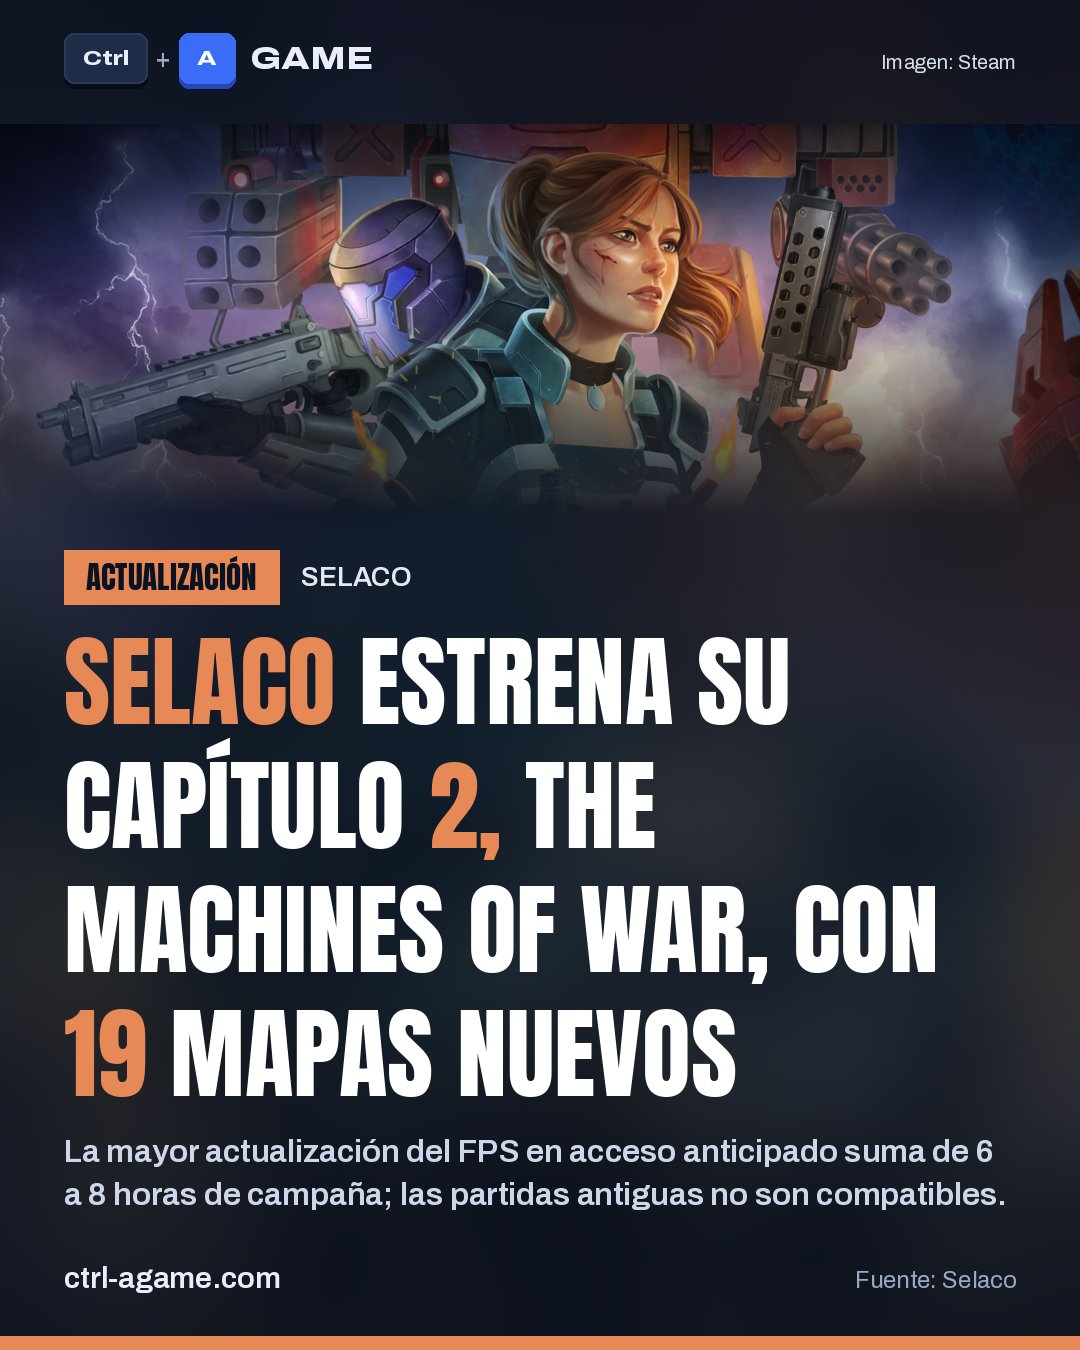 Ctrl + A GAME
Imagen: Steam
ACTUALIZACIÓN SELACO
SELACO ESTRENA SU
CAPÍTULO 2, THE
MACHINES OF WAR, CON
19 MAPAS NUEVOS
La mayor actualización del FPS en acceso anticipado suma de 6
a 8 horas de campaña; las partidas antiguas no son compatibles.
ctrl-agame.com
Fuente: Selaco